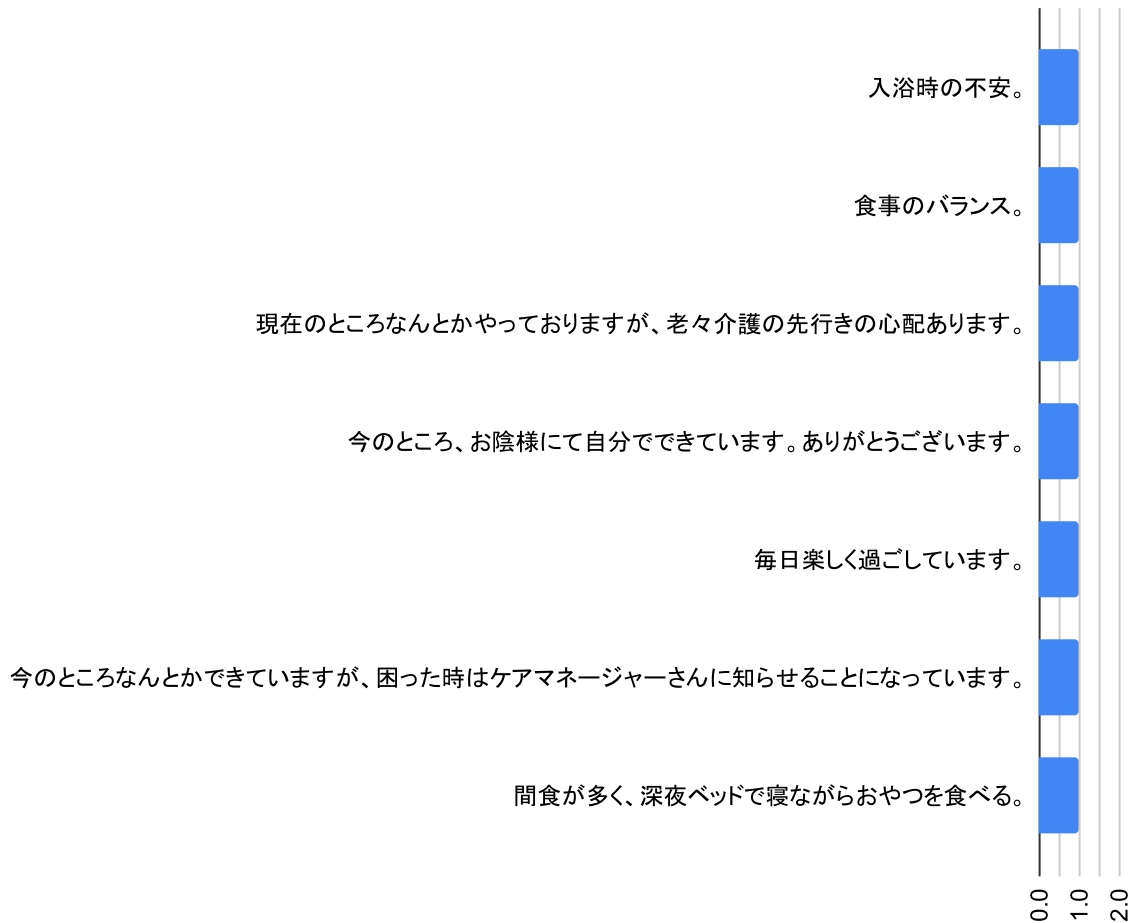 入浴時の不安。
食事のバランス。
現在のところなんとかやっておりますが、老々介護の先行きの心配あります。
今のところ、お陰様にて自分でできています。ありがとうございます。
毎日楽しく過ごしています。
今のところなんとかできていますが、困った時はケアマネージャーさんに知らせることになっています。
間食が多く、深夜ベッドで寝ながらおやつを食べる。
0.0
1.0
2.0